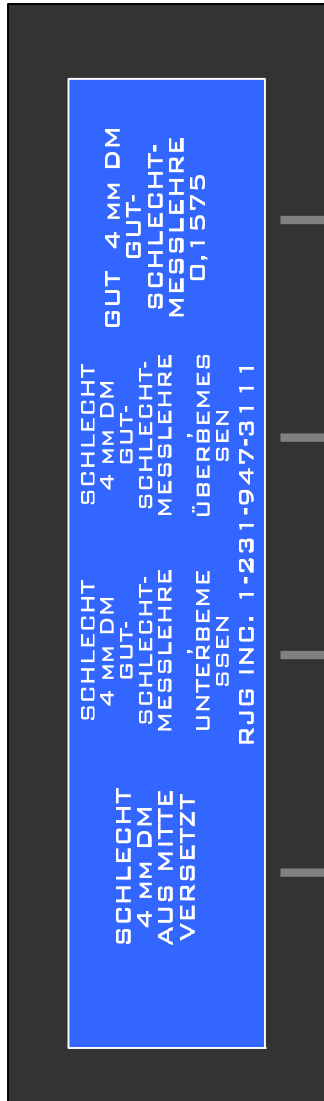 SCHLECHT
4 MM DM
AUS MITTE
VERSETZT
SCHLECHT
4 MM DM
GUT-
SCHLECHT-
MESSLEHRE
,
UNTERBEME
SSEN
SCHLECHT
4 MM DM
GUT-
SCHLECHT-
MESSLEHRE
,
ÜBERBEMES
SEN
GUT 4 MM DM
GUT-
SCHLECHT-
MESSLEHRE
0,1575
RJG INC. 1-231-947-3111